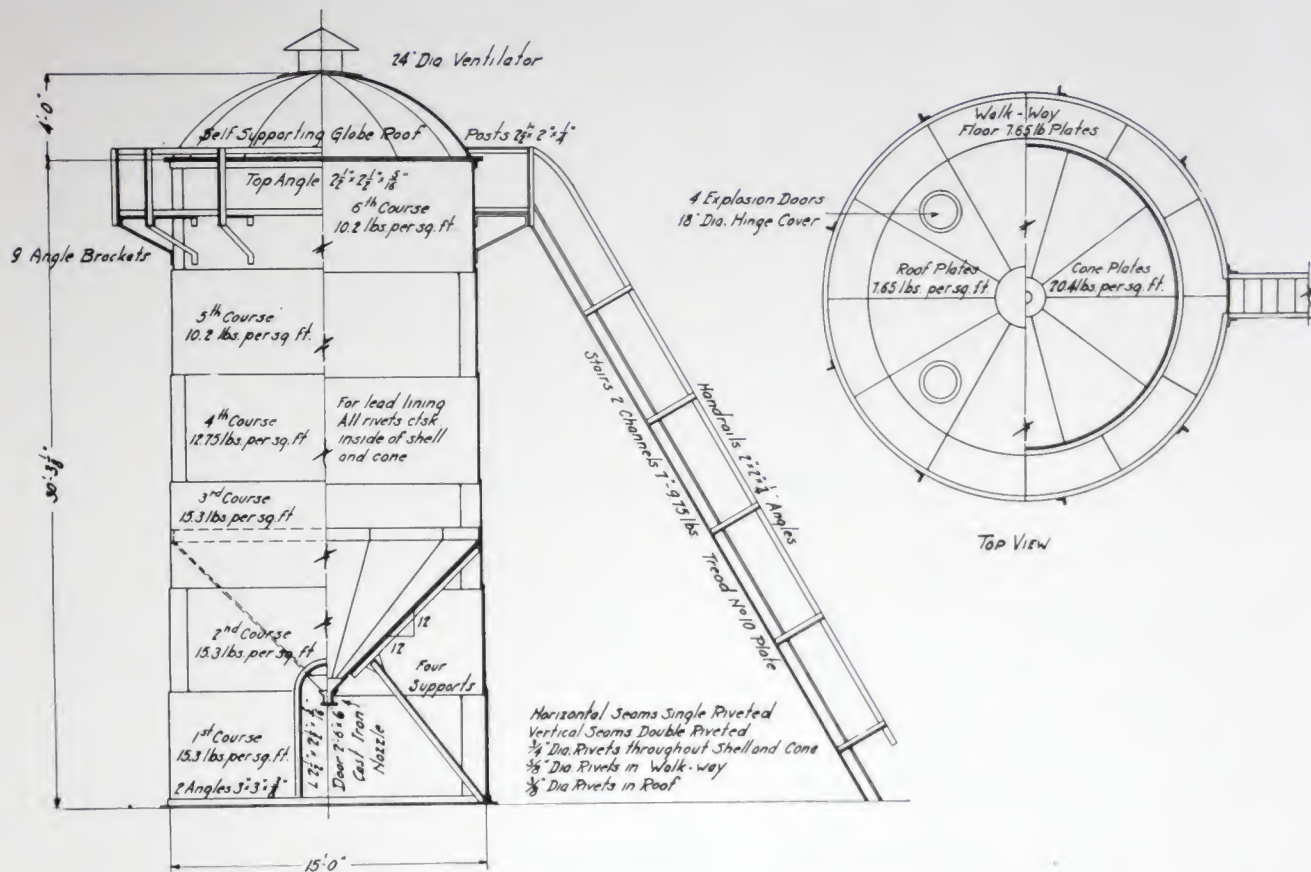 24" Dia Ventilator
4'-0"
Self Supporting Globe Roof
Posts 2½" × 2" × ¼"
Top Angle 2½" × 2½" × 5/16"
6th Course
10.2 lbs. per sq. ft.
9 Angle Brackets
5th Course
10.2 lbs. per sq. ft.
4th Course
12.75 lbs. per sq. ft
For lead lining
All rivets ctsk
inside of shell
and cone
30'-3½"
3rd Course
15.3 lbs per sq. ft
2nd Course
15.3 lbs. per sq. ft
12
12
Four
Supports
1st Course
15.3 lbs per sq. ft.
2 Angles 3" × 3" ×
L 2½" × 2½" ×
Door 2'-6" × 6'
Cast Iron
Nozzle
15'-0"
Stairs 2 Channels 7"-9.75 lbs.
Tread No 10 Plate
Handrails 2" × 2" × ¼" Angles
Horizontal Seams Single Riveted
Vertical Seams Double Riveted
¾" Dia. Rivets throughout Shell and Cone
Dia Rivets in Walk-way
Dia Rivets in Roof
Walk-Way
Floor 7.65 lb Plates
4 Explosion Doors
18" Dia. Hinge Cover
Roof Plates
7.65 lbs. per sq. ft.
Cone Plates
20.4 lbs. per sq. ft.
TOP VIEW